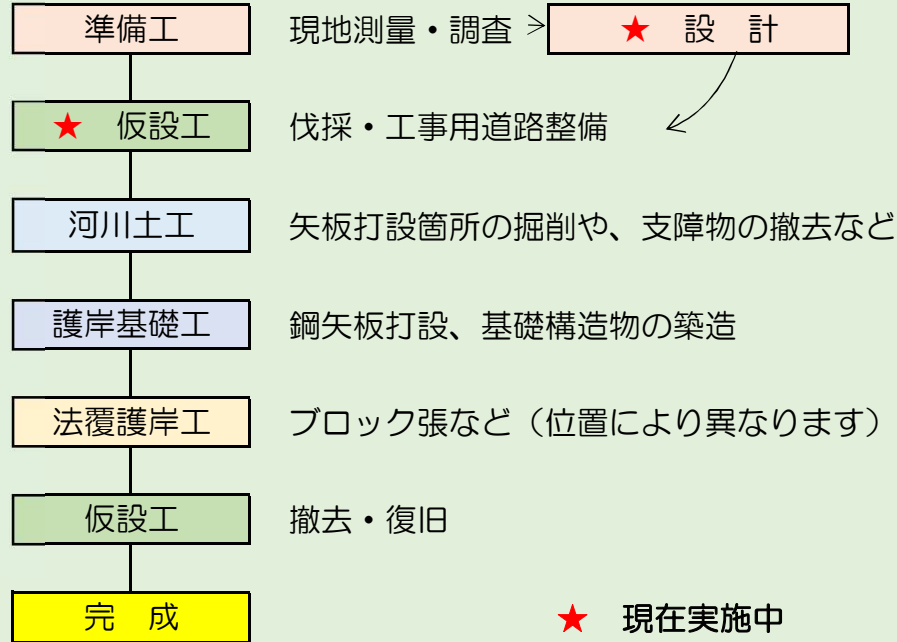 準備工 現地測量・調査 ★ 設 計
★ 仮設工 伐採・工事用道路整備
河川土工 矢板打設箇所の掘削や、支障物の撤去など
護岸基礎工 鋼矢板打設、基礎構造物の築造
法覆護岸工 ブロック張など（位置により異なります）
仮設工 撤去・復旧
完 成
★ 現在実施中